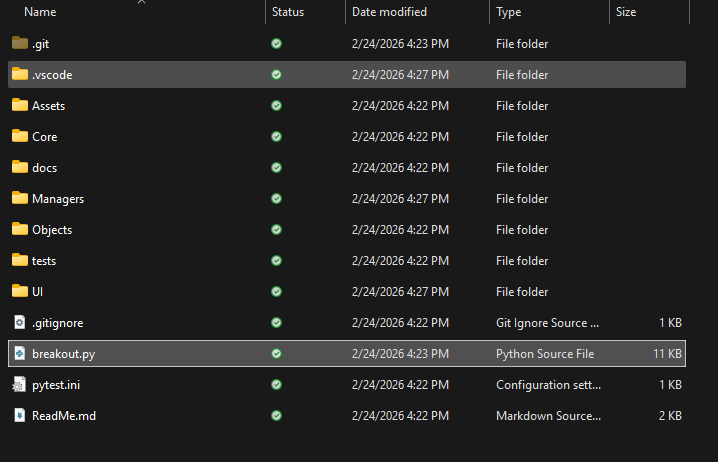 Name Status Date modified Type Size
.git 2/24/2026 4:23 PM File folder
.vscode 2/24/2026 4:27 PM File folder
Assets 2/24/2026 4:22 PM File folder
Core 2/24/2026 4:22 PM File folder
docs 2/24/2026 4:22 PM File folder
Managers 2/24/2026 4:27 PM File folder
Objects 2/24/2026 4:22 PM File folder
tests 2/24/2026 4:22 PM File folder
UI 2/24/2026 4:27 PM File folder
.gitignore 2/24/2026 4:22 PM Git Ignore Source ... 1 KB
breakout.py 2/24/2026 4:23 PM Python Source File 11 KB
pytest.ini 2/24/2026 4:22 PM Configuration sett... 1 KB
ReadMe.md 2/24/2026 4:22 PM Markdown Source... 2 KB